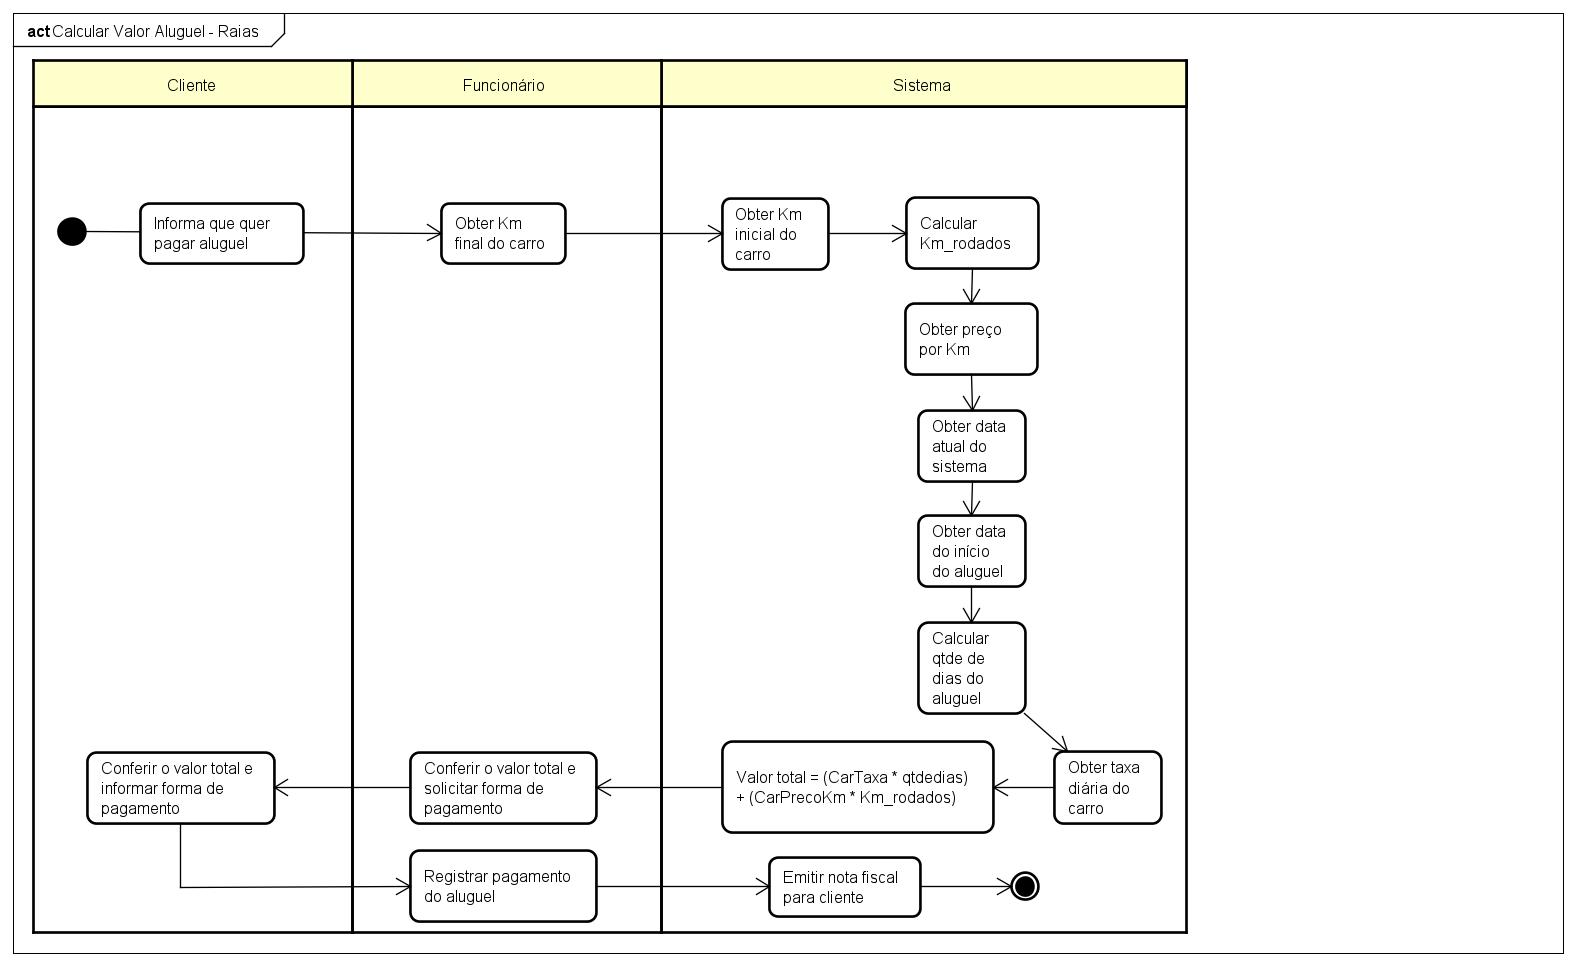 act Calcular Valor Aluguel - Raias
Cliente
Funcionário
Sistema
Informa que quer
pagar aluguel
Obter Km
final do carro
Obter Km
inicial do
carro
Calcular
Km_rodados
Obter preço
por Km
Obter data
atual do
sistema
Obter data
do início
do aluguel
Calcular
qtde de
dias do
aluguel
Obter taxa
diária do
carro
Valor total = (CarTaxa * qtdedias)
+ (CarPrecoKm * Km_rodados)
Conferir o valor total e
solicitar forma de
pagamento
Conferir o valor total e
informar forma de
pagamento
Registrar pagamento
do aluguel
Emitir nota fiscal
para cliente